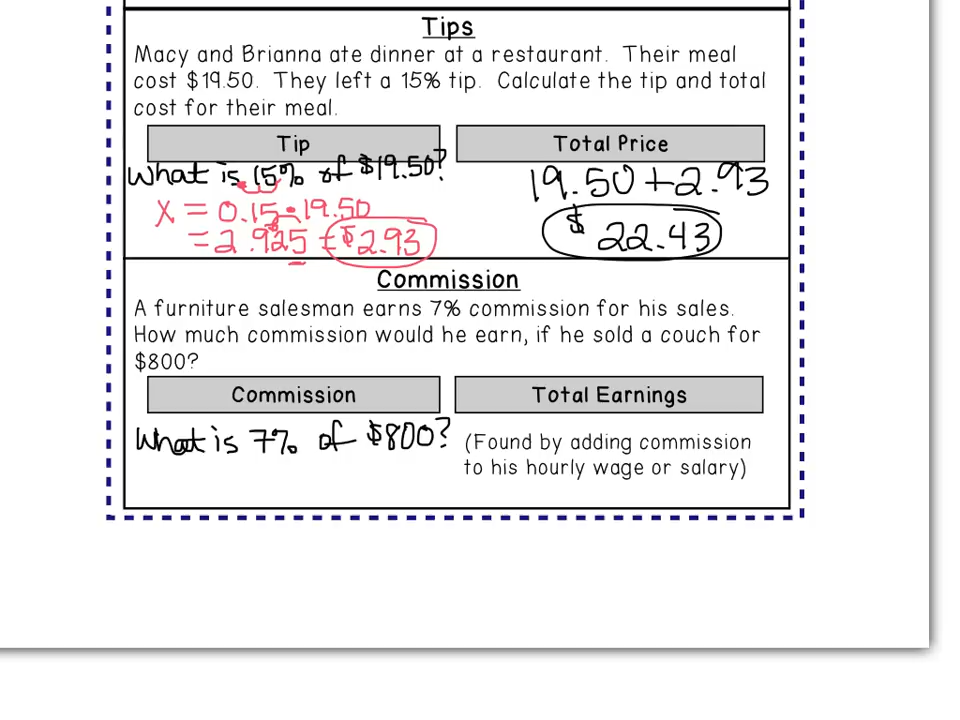 Tips
Macy and Brianna ate dinner at a restaurant. Their meal
cost $19.50. They left a 15% tip. Calculate the tip and total
cost for their meal.
Tip
Total Price
What is 15% of $19.50?
x = 0.15 • 19.50
= 2.925 = $2.93
19.50 + 2.93
$ 22.43
Commission
A furniture salesman earns 7% commission for his sales.
How much commission would he earn, if he sold a couch for
$800?
Commission
Total Earnings
What is 7% of $800?
(Found by adding commission
to his hourly wage or salary)